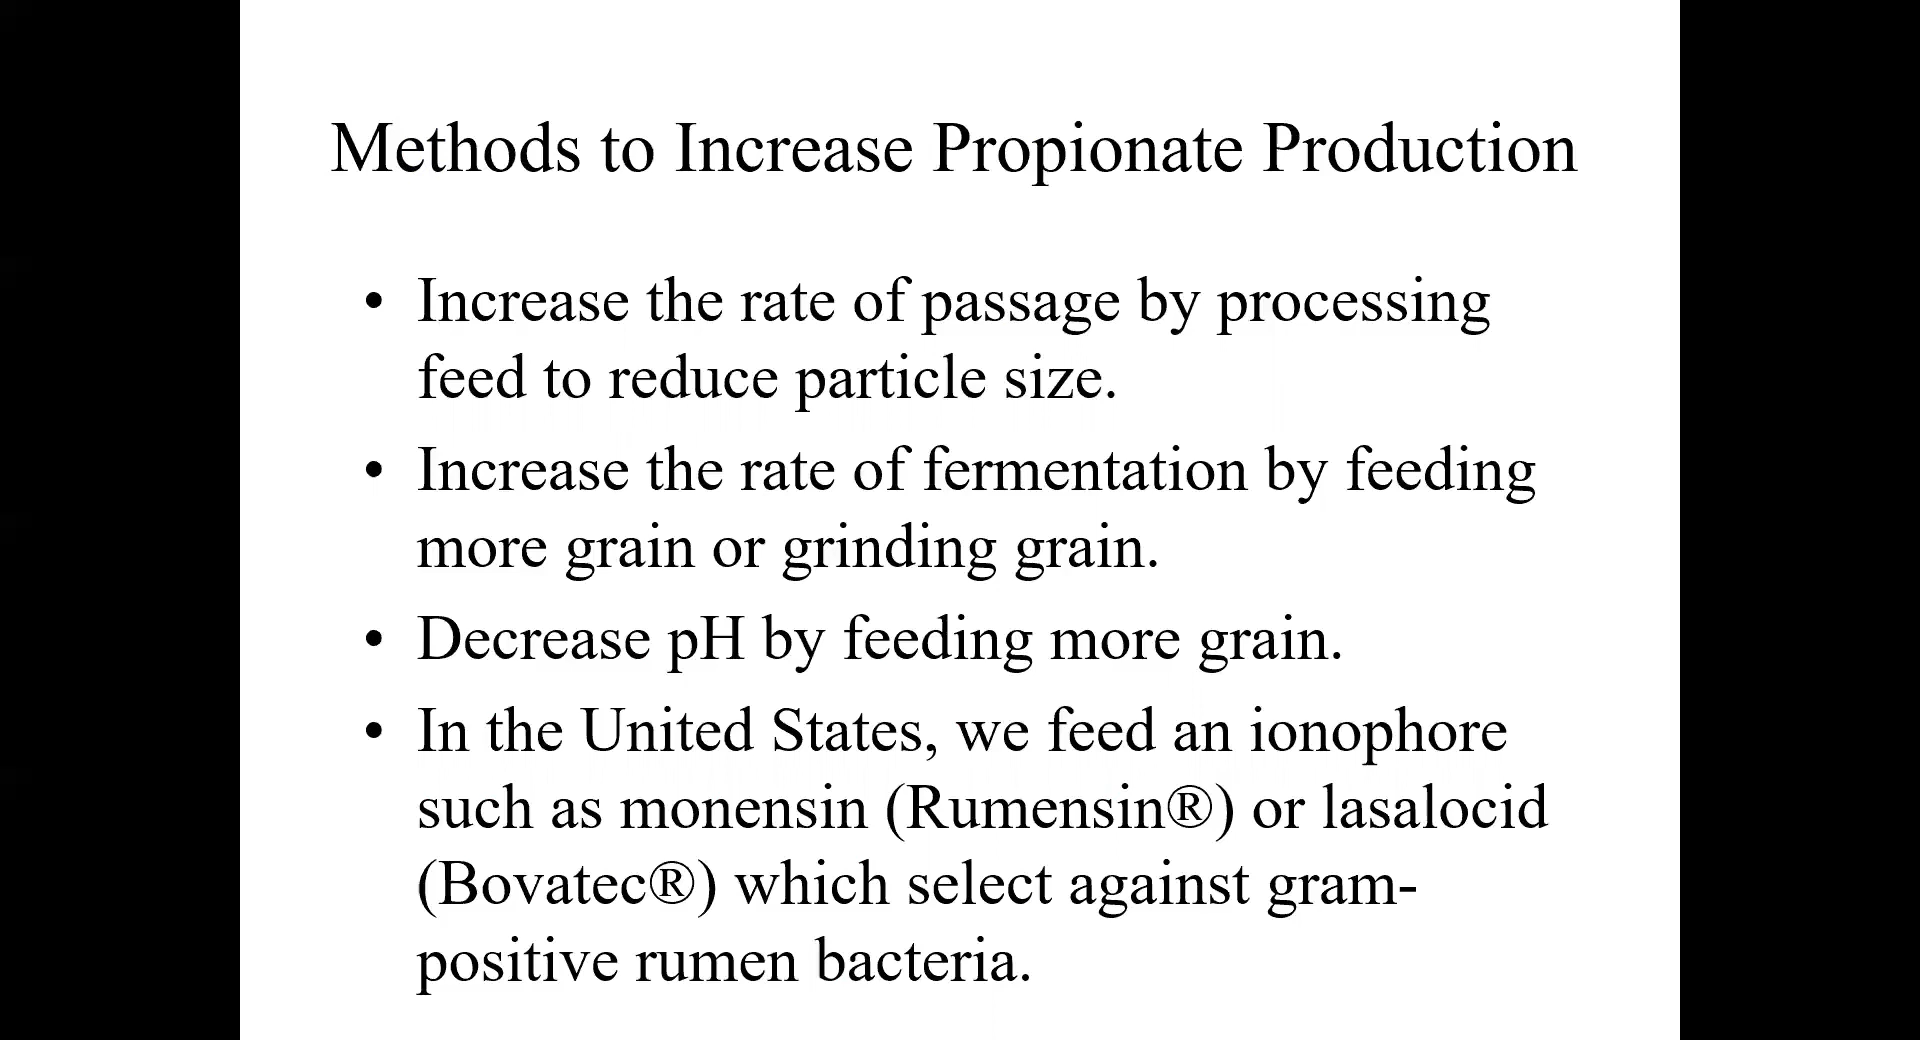 Methods to Increase Propionate Production
• Increase the rate of passage by processing
feed to reduce particle size.
• Increase the rate of fermentation by feeding
more grain or grinding grain.
• Decrease pH by feeding more grain.
• In the United States, we feed an ionophore
such as monensin (Rumensin®) or lasalocid
(Bovatec®) which select against gram-
positive rumen bacteria.